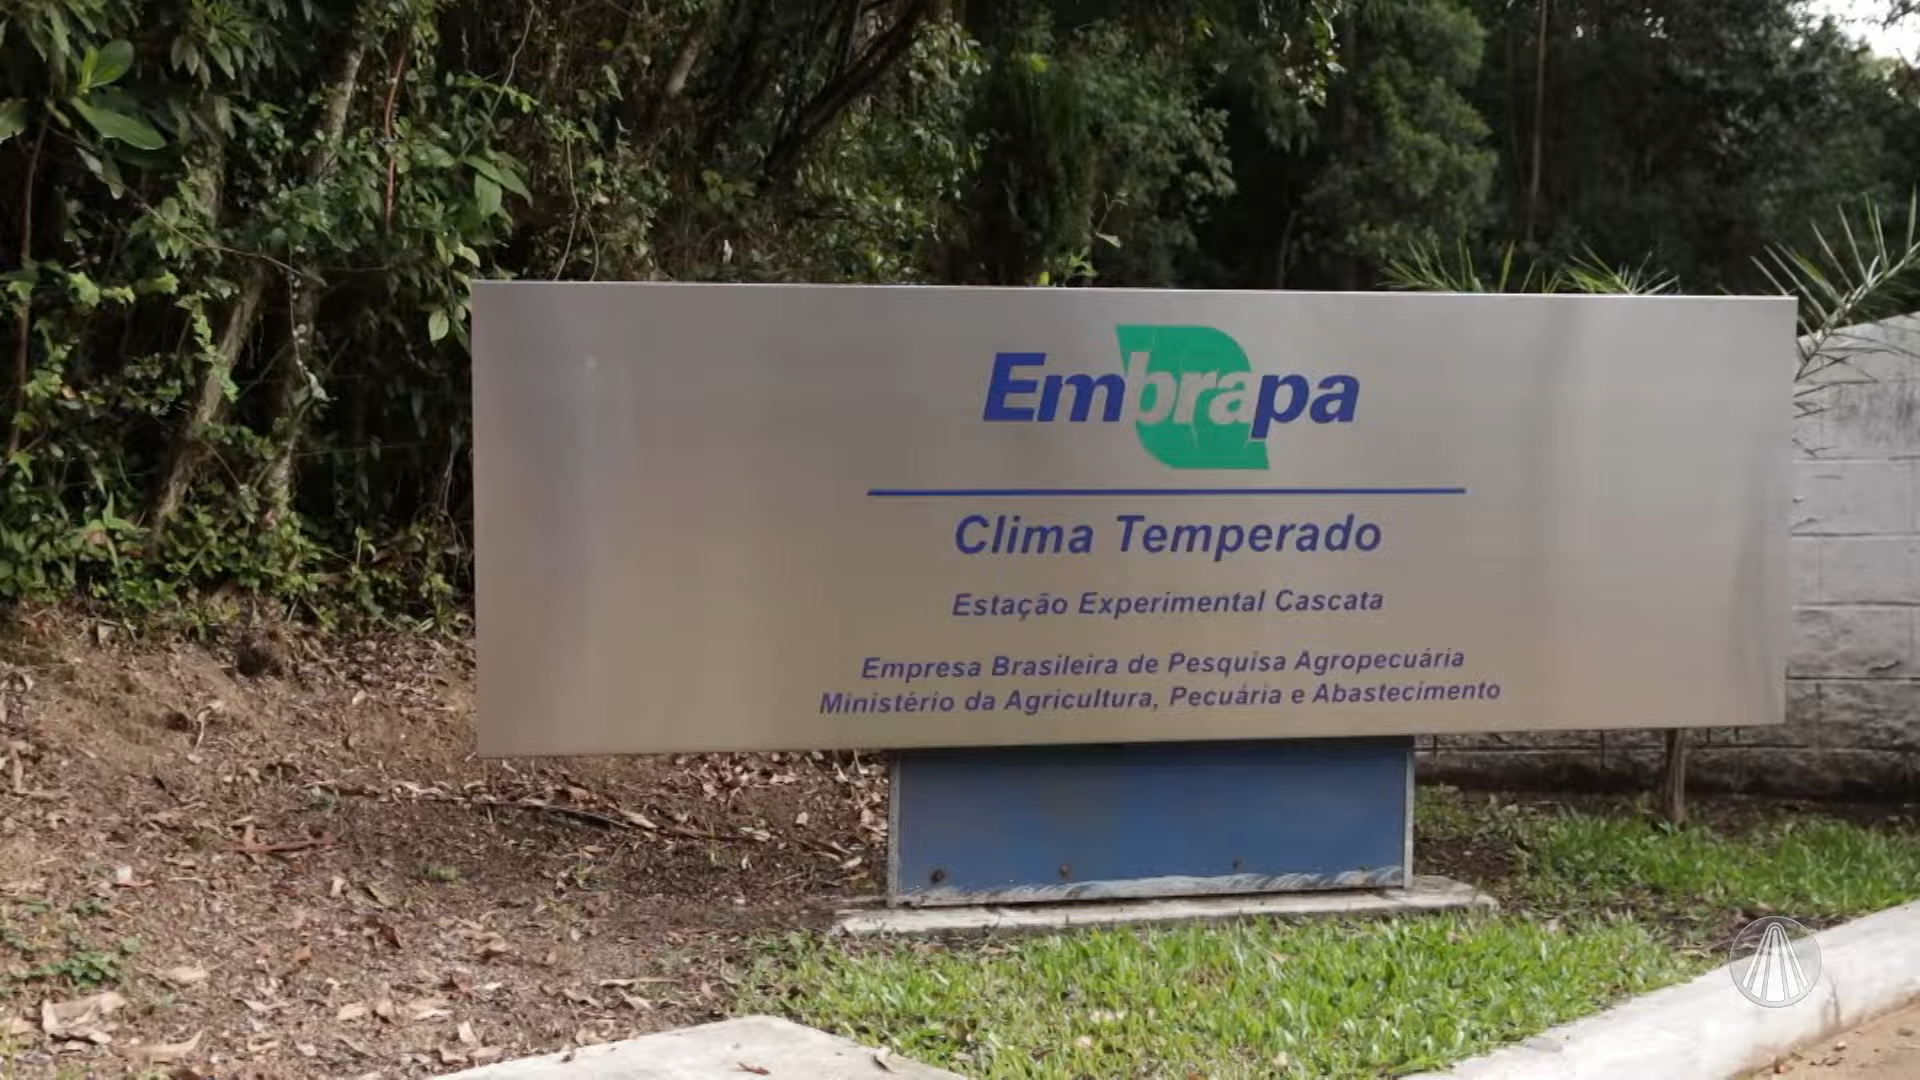 Embrapa
Clima Temperado
Estação Experimental Cascata
Empresa Brasileira de Pesquisa Agropecuária
Ministério da Agricultura, Pecuária e Abastecimento